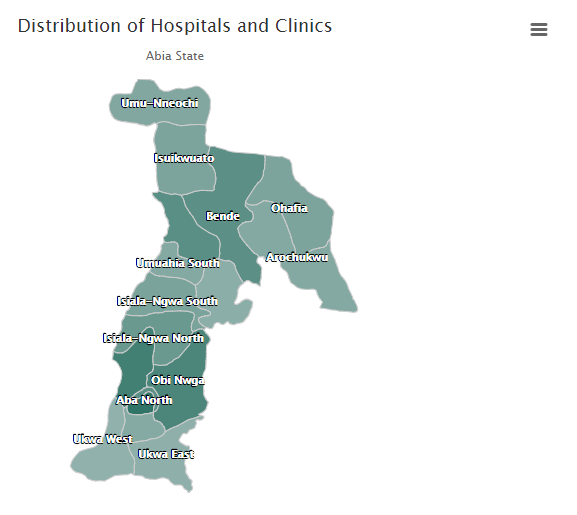 Distribution of Hospitals and Clinics
Abia State
Umu-Nneochi
Isuikwuato
Ohafia
Bende
Arochukwu
Umuahia South
Isiala-Ngwa South
Isiala-Ngwa North
Obi Nwga
Aba North
Ukwa West
Ukwa East